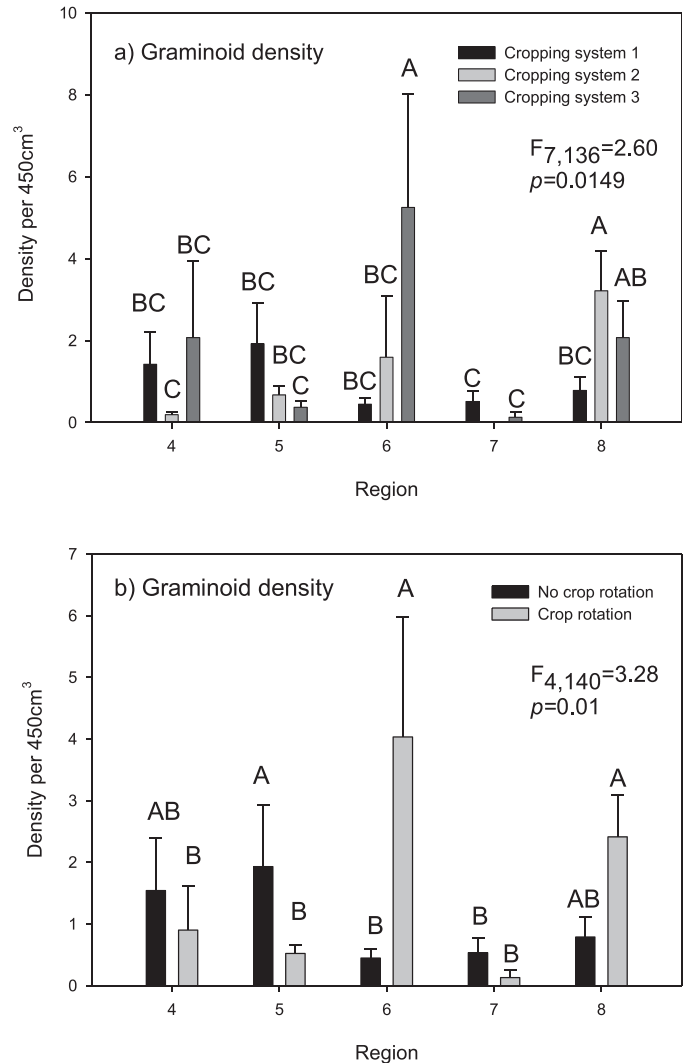 a) Graminoid density
Cropping system 1
Cropping system 2
Cropping system 3
F7,136=2.60
p=0.0149
Density per 450cm³
10
8
6
4
2
0
BC
C
BC
BC
BC
C
BC
BC
A
C
C
BC
A
AB
4
5
6
7
8
Region
b) Graminoid density
No crop rotation
Crop rotation
F4,140=3.28
p=0.01
Density per 450cm³
7
6
5
4
3
2
1
0
AB
B
A
B
B
A
B
B
AB
A
4
5
6
7
8
Region